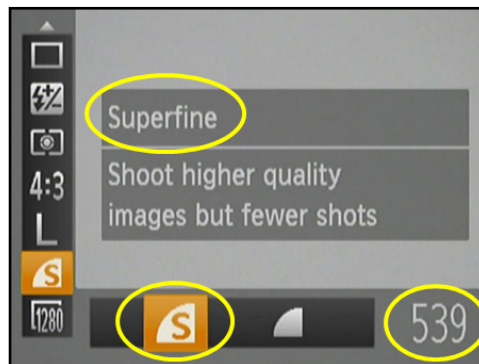 Superfine
4:3
Shoot higher quality
L
images but fewer shots
S
1280
S
539